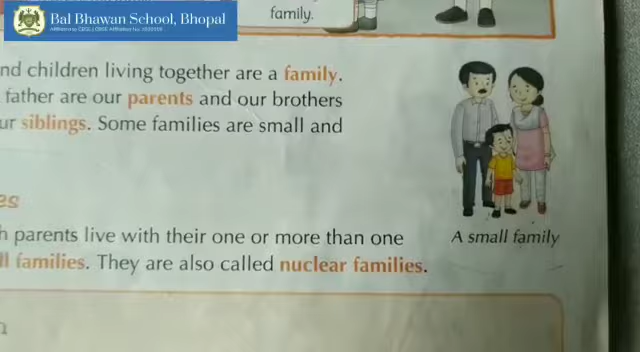 Bal Bhawan School, Bhopal
family.
nd children living together are a family.
father are our parents and our brothers
ur siblings. Some families are small and
es
h parents live with their one or more than one
A small family
ll families. They are also called nuclear families.